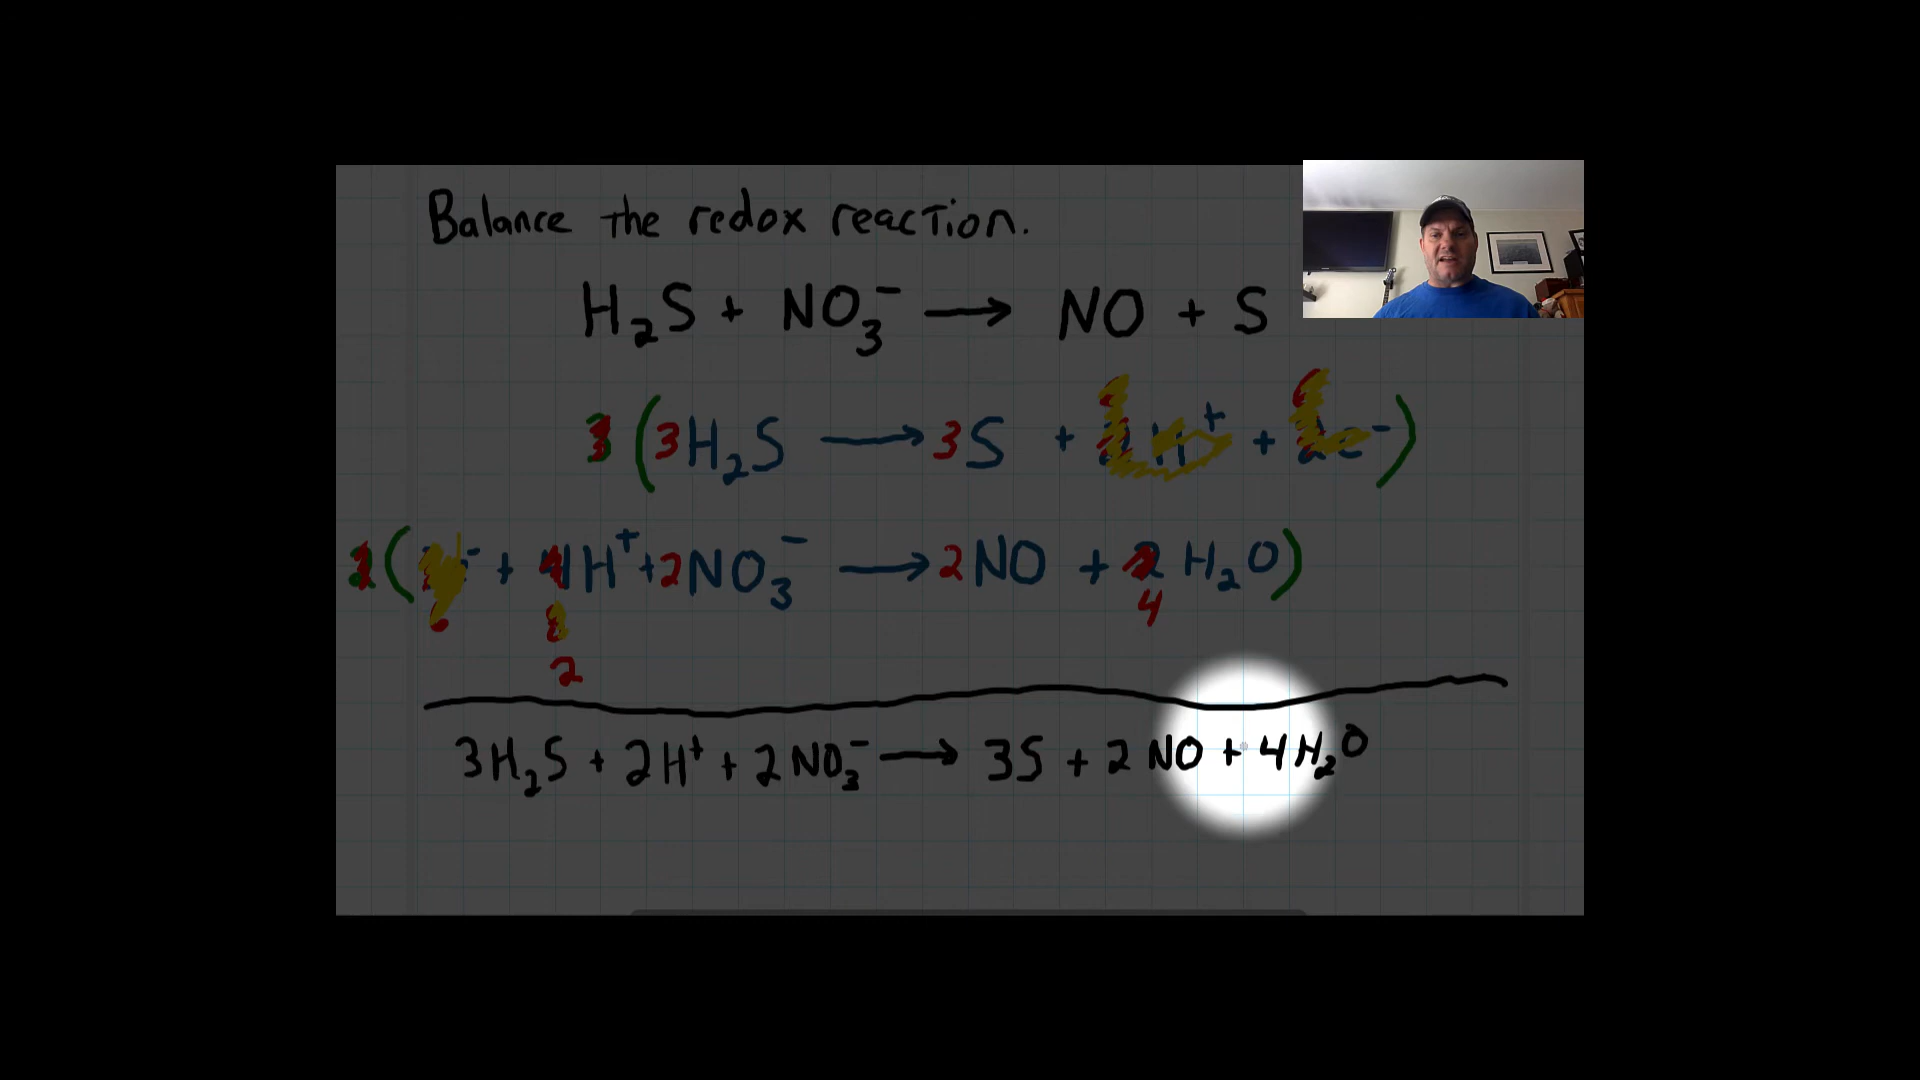 Balance the redox reaction.
H₂S + NO₃⁻ → NO + S
3(3H₂S → 3S + H⁺ + e⁻)
(⁻ + 4H⁺ + 2NO₃⁻ → 2NO + 2H₂O)
8 4
2
3H₂S + 2H⁺ + 2NO₃⁻ → 3S + 2NO + 4H₂O